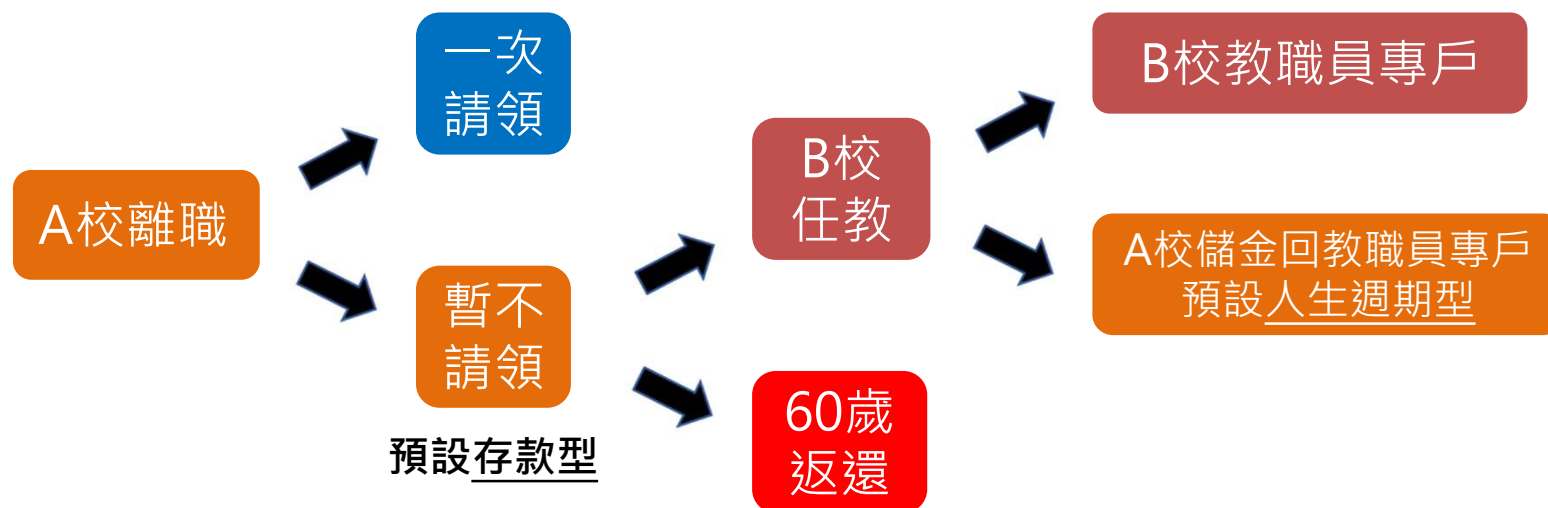 A校離職
一次
請領
暫不
請領
預設存款型
B校
任教
60歲
返還
B校教職員專戶
A校儲金回教職員專戶
預設人生週期型